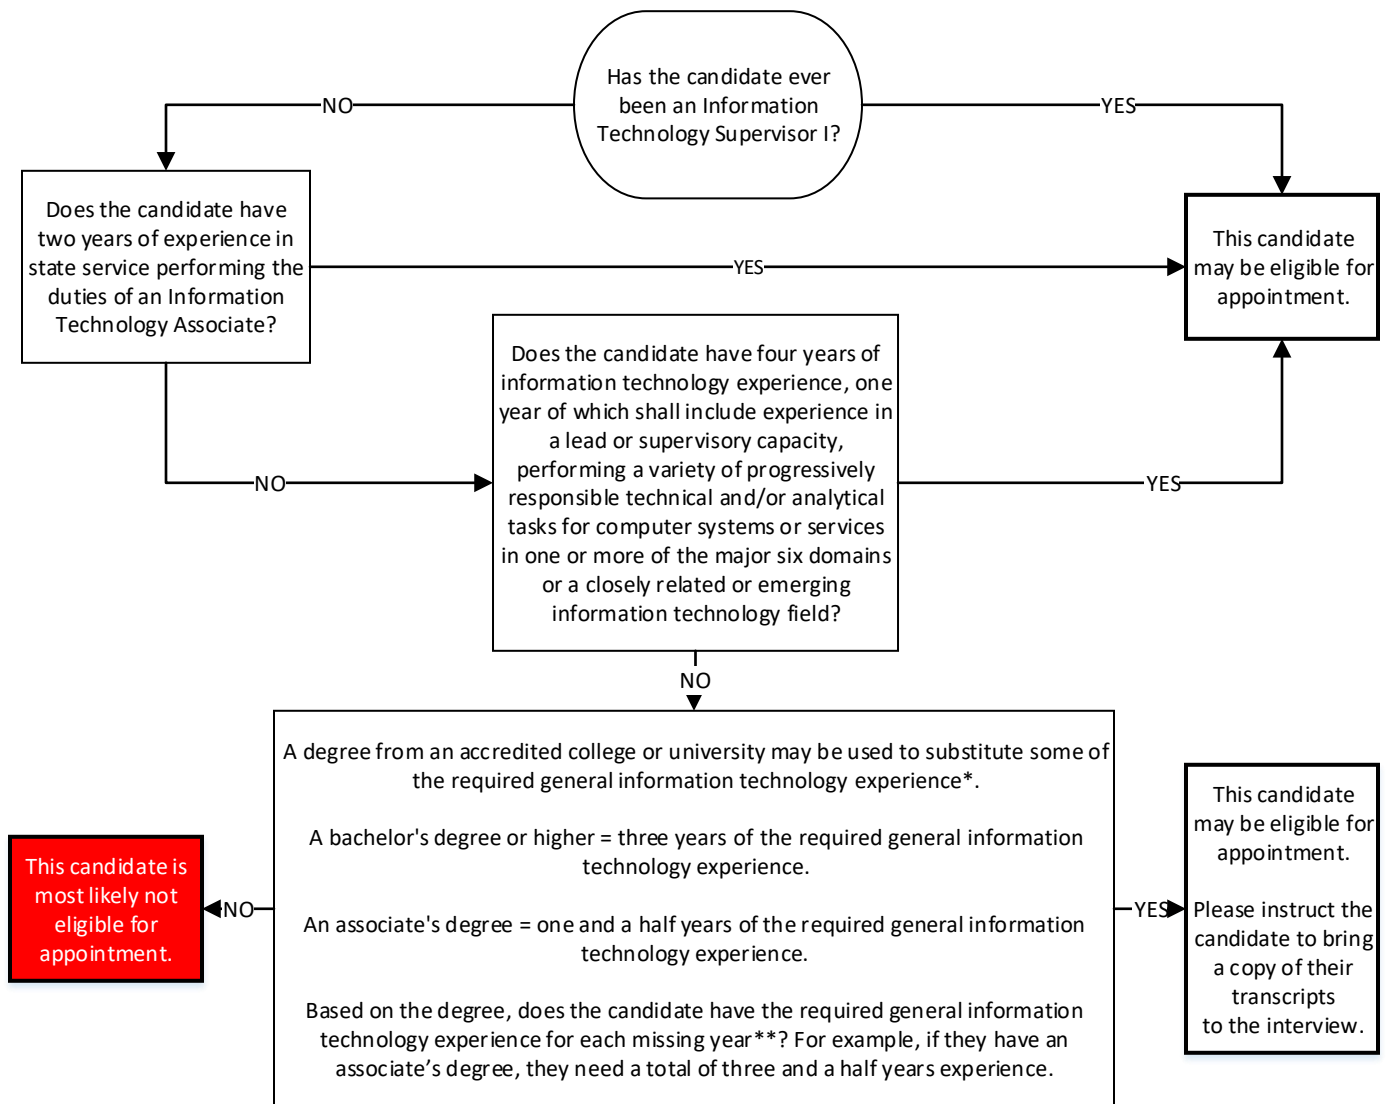 Has the candidate ever
been an Information
Technology Supervisor I?
NO
YES
Does the candidate have
two years of experience in
state service performing the
duties of an Information
Technology Associate?
YES
This candidate
may be eligible for
appointment.
NO
Does the candidate have four years of
information technology experience, one
year of which shall include experience in
a lead or supervisory capacity,
performing a variety of progressively
responsible technical and/or analytical
tasks for computer systems or services
in one or more of the major six domains
or a closely related or emerging
information technology field?
YES
NO
A degree from an accredited college or university may be used to substitute some of
the required general information technology experience*.
A bachelor's degree or higher = three years of the required general information
technology experience.
An associate's degree = one and a half years of the required general information
technology experience.
Based on the degree, does the candidate have the required general information
technology experience for each missing year**? For example, if they have an
associate’s degree, they need a total of three and a half years experience.
NO
This candidate is
most likely not
eligible for
appointment.
YES
This candidate
may be eligible for
appointment.
Please instruct the
candidate to bring
a copy of their
transcripts
to the interview.